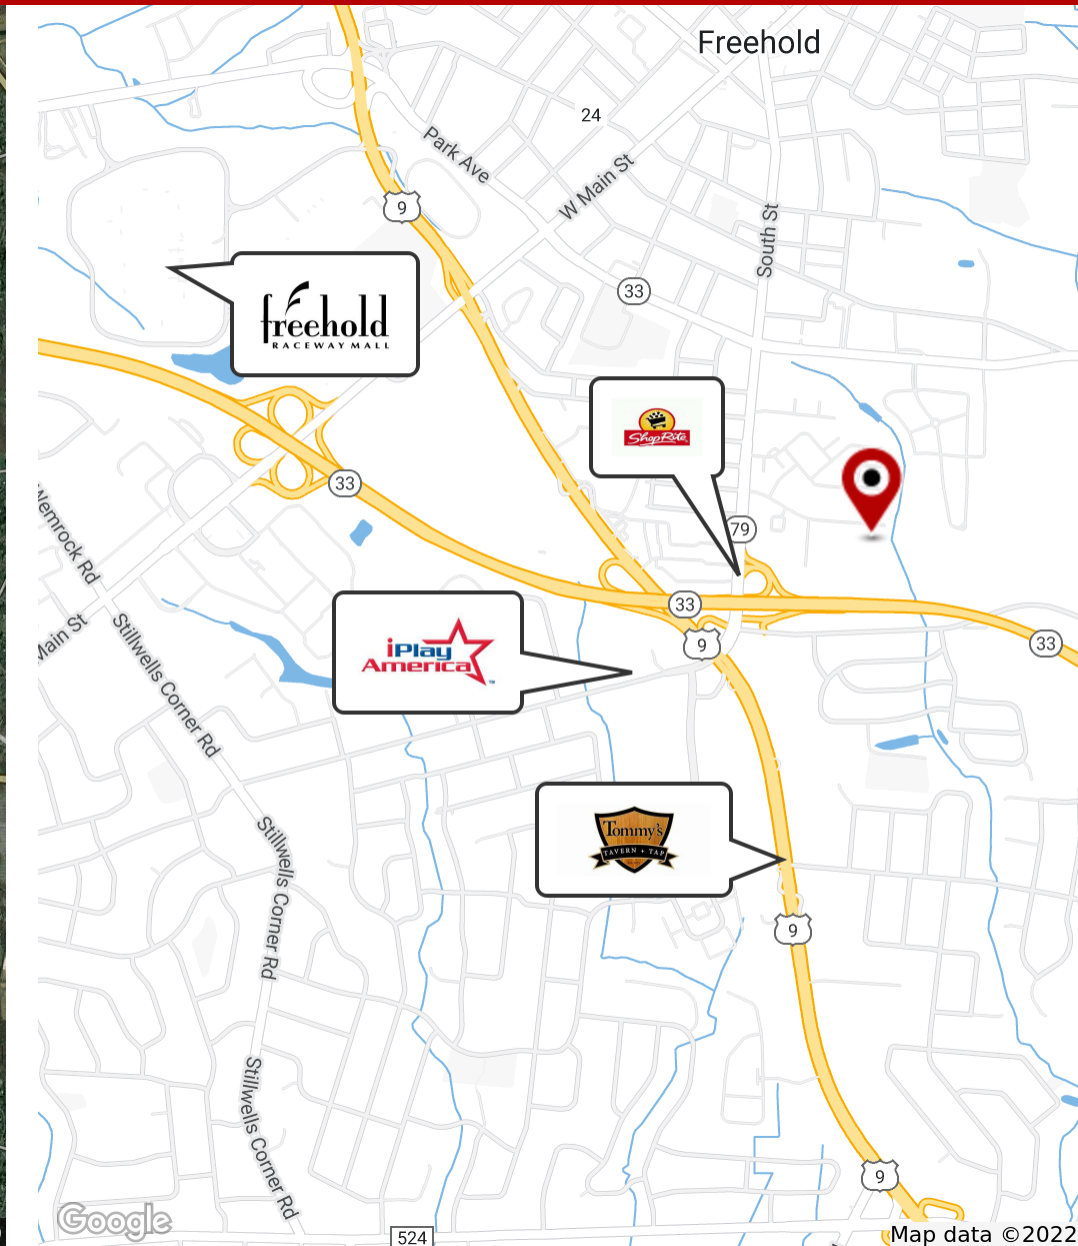 Freehold
24
Park Ave
W Main St
9
South St
33
freehold
RACEWAY MALL
ShopRite
33
79
Wemrock Rd
33
9
33
Main St
Stillwells Corner Rd
iPlay
America
Tommy's
TAVERN + TAP
Stillwells Corner Rd
9
Stillwells Corner Rd
9
Google
524
Map data ©2022